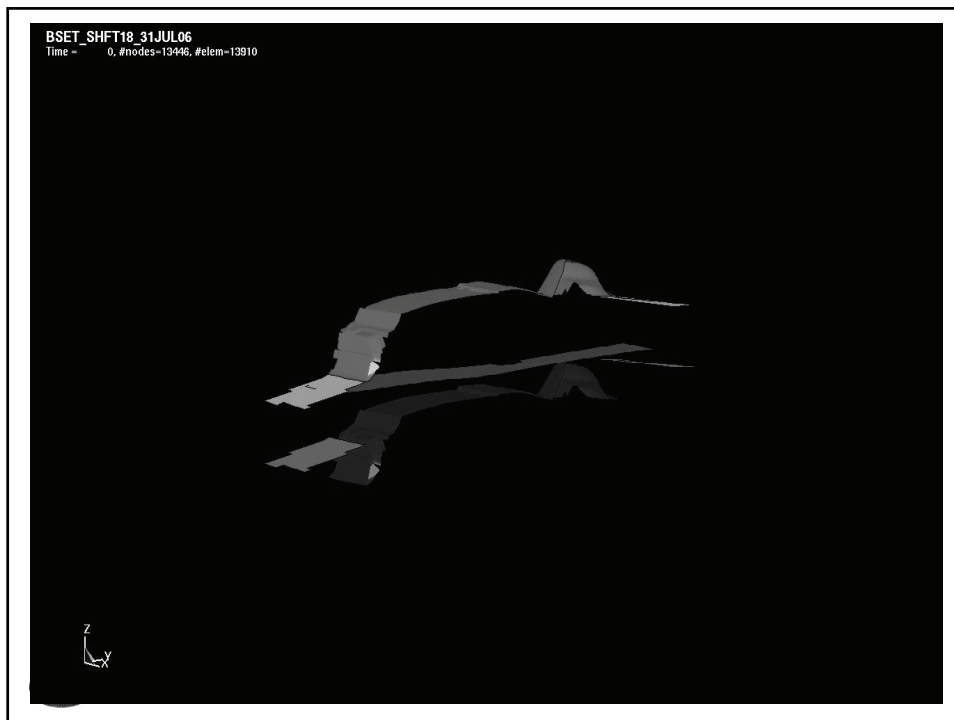 BSET_SHFT18_31JUL06
Time = 0, #nodes=13446, #elem=13910
Z
Y
X